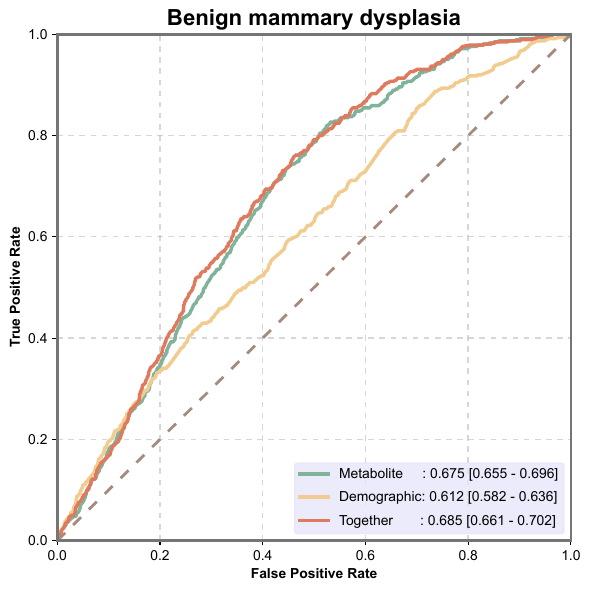 Benign mammary dysplasia
True Positive Rate
1.0
0.8
0.6
0.4
0.2
0.0
Metabolite : 0.675 [0.655 - 0.696]
Demographic: 0.612 [0.582 - 0.636]
Together : 0.685 [0.661 - 0.702]
0.0 0.2 0.4 0.6 0.8 1.0
False Positive Rate